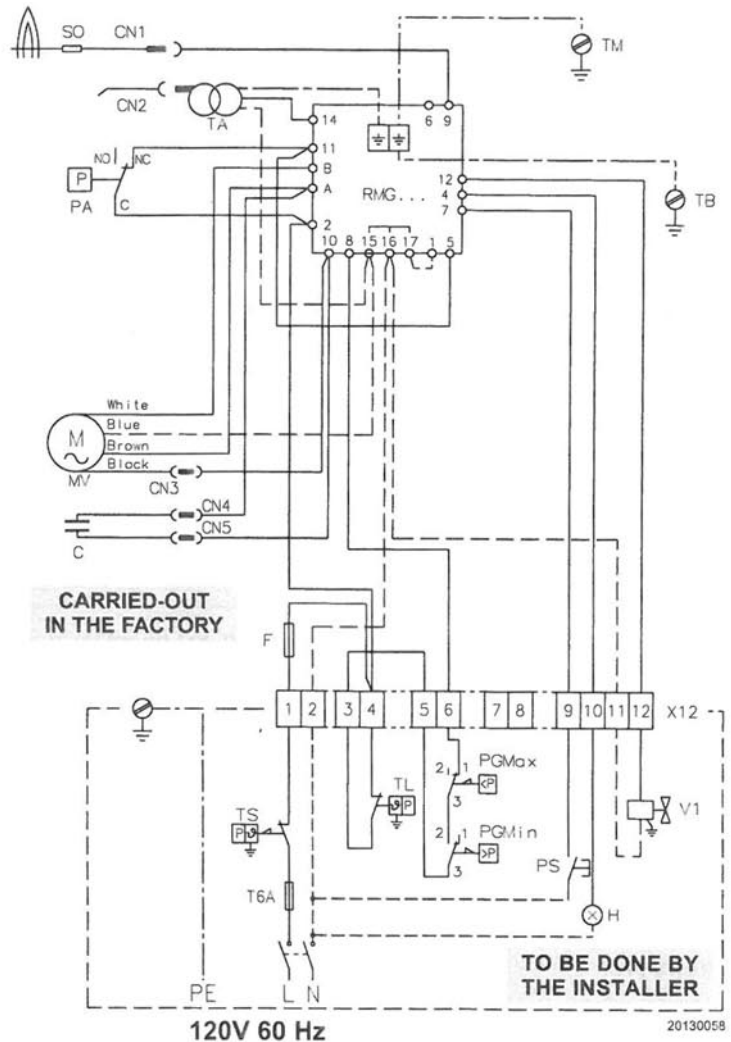 SO CN1
TM
CN2
TA
14
6 9
NO NC
11
B
A
P
PA
C
2
RMG...
12
4
7
TB
10 8 15 16 17 1 5
White
Blue
M
Brown
Block
MV
CN3
CN4
CN5
C
CARRIED-OUT
IN THE FACTORY
F
1 2 3 4 5 6 7 8 9 10 11 12 X12
2 1 PGMax
<P
3
TL
P
TS
P
2 1 PGMin
>P
3
V1
PS
T6A
H
TO BE DONE BY
THE INSTALLER
PE L N
120V 60 Hz
20130058